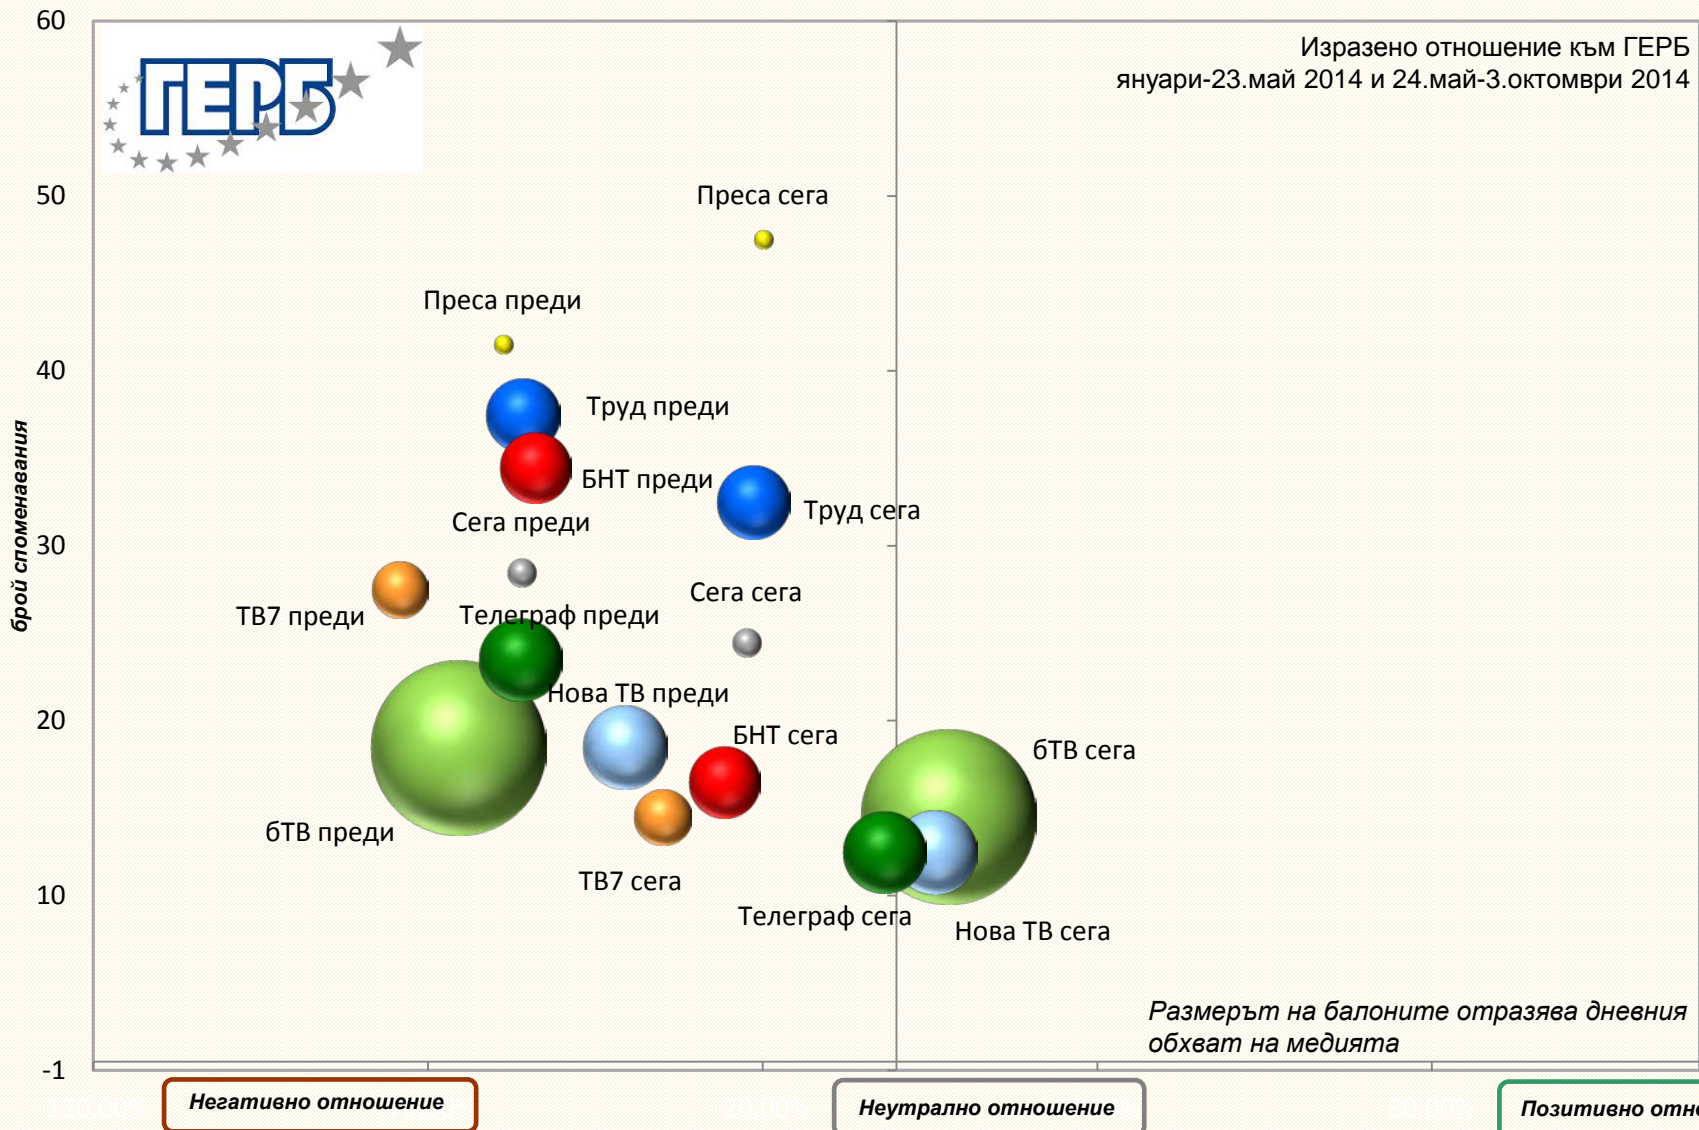 60
ГЕРБ
Изразено отношение към ГЕРБ
януари-23.май 2014 и 24.май-3.октомври 2014
50
Преса сега
Преса преди
40
Труд преди
БНТ преди
Труд сега
Сега преди
30
брой споменавания
ТВ7 преди
Телеграф преди
Сега сега
Нова ТВ преди
20
БНТ сега
бТВ сега
бТВ преди
ТВ7 сега
10
Телеграф сега
Нова ТВ сега
Размерът на балоните отразява дневния
обхват на медията
-1
Негативно отношение
Неутрално отношение
Позитивно